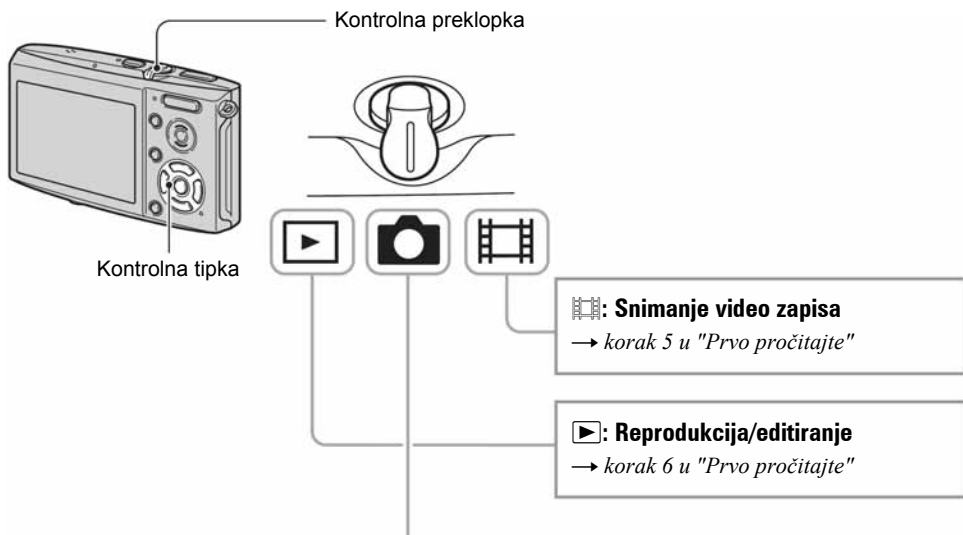 Kontrolna preklopka
Kontrolna tipka
: Snimanje video zapisa
→ korak 5 u "Prvo pročitajte"
: Reprodukcija/editiranje
→ korak 6 u "Prvo pročitajte"